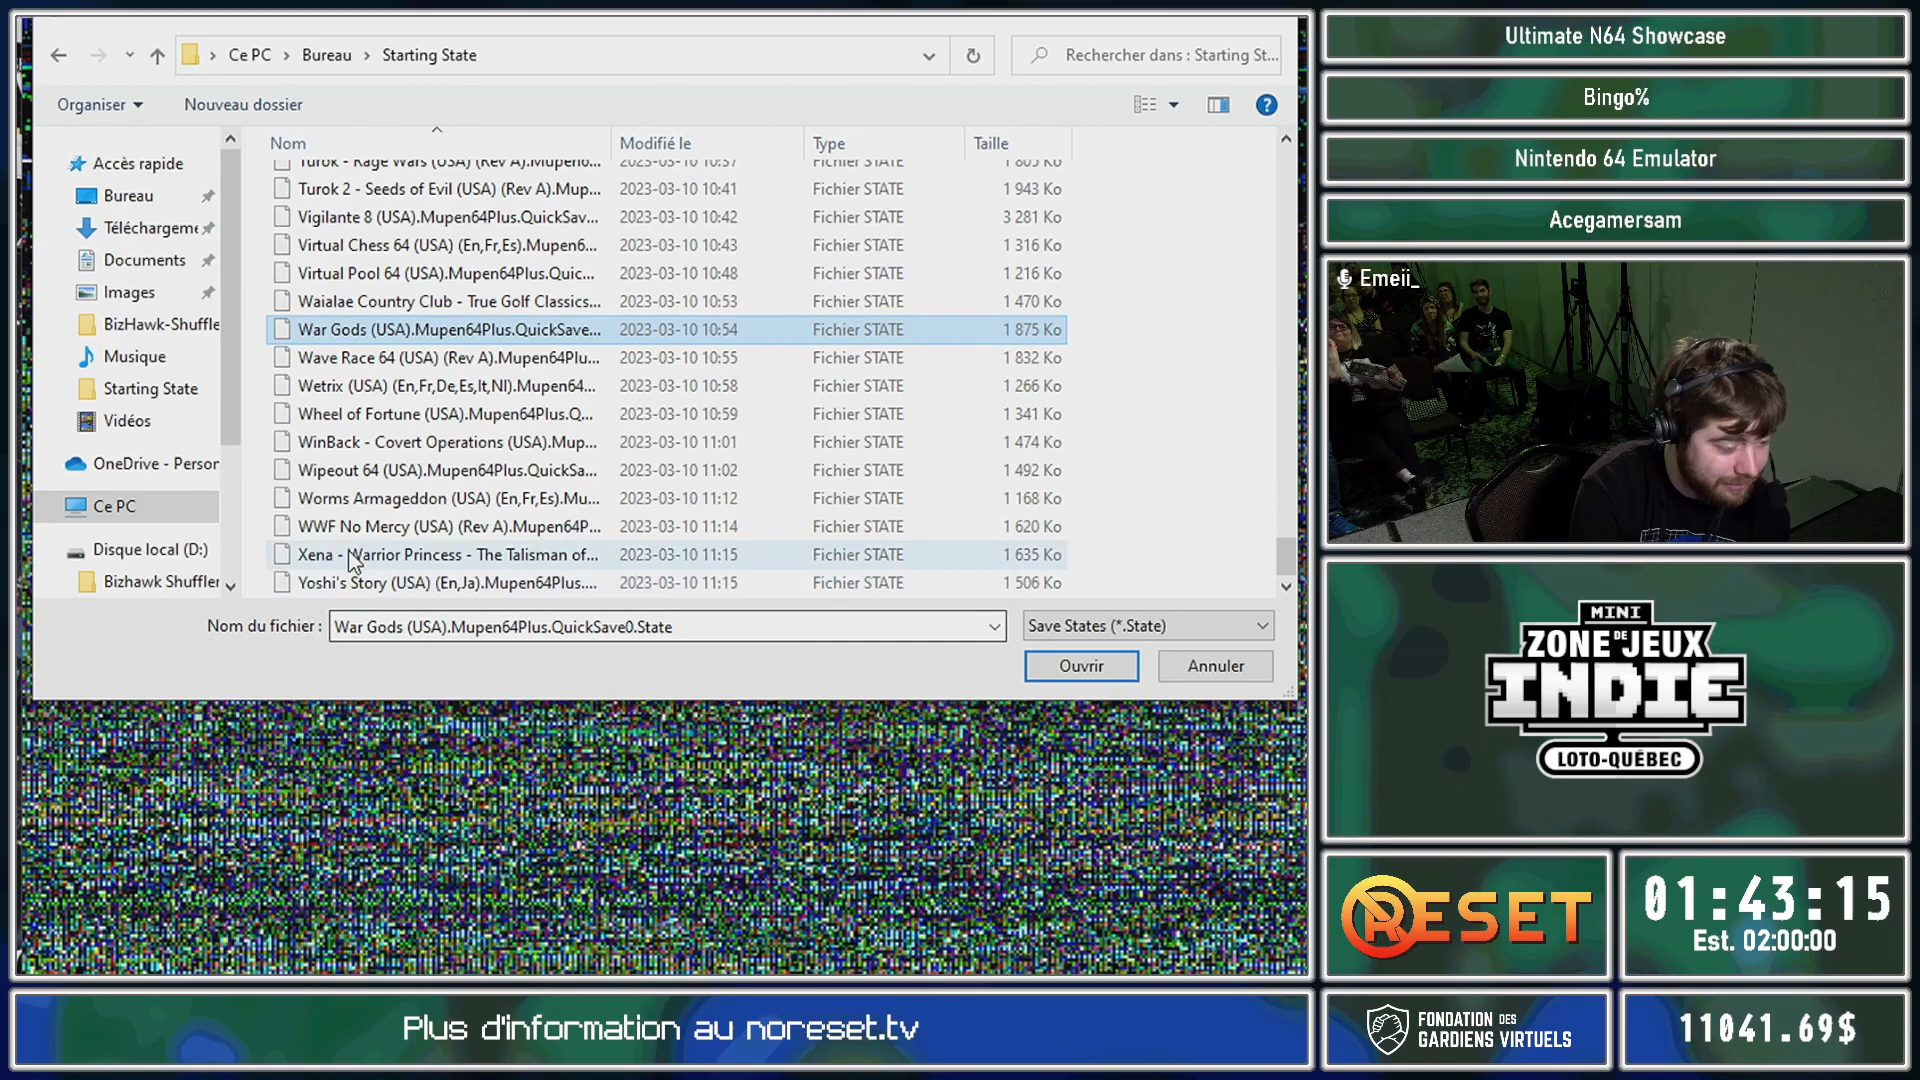 Ce PC > Bureau > Starting State
Rechercher dans : Starting St...
Organiser
Nouveau dossier
Nom
Modifié le
Type
Taille
Turok - Rage Wars (USA) (Rev A).Mupen6... 2023-03-10 10:37 Fichier STATE 1 805 Ko
Turok 2 - Seeds of Evil (USA) (Rev A).Mup... 2023-03-10 10:41 Fichier STATE 1 943 Ko
Vigilante 8 (USA).Mupen64Plus.QuickSav... 2023-03-10 10:42 Fichier STATE 3 281 Ko
Virtual Chess 64 (USA) (En,Fr,Es).Mupen6... 2023-03-10 10:43 Fichier STATE 1 316 Ko
Virtual Pool 64 (USA).Mupen64Plus.Quic... 2023-03-10 10:48 Fichier STATE 1 216 Ko
Waialae Country Club - True Golf Classics... 2023-03-10 10:53 Fichier STATE 1 470 Ko
War Gods (USA).Mupen64Plus.QuickSave... 2023-03-10 10:54 Fichier STATE 1 875 Ko
Wave Race 64 (USA) (Rev A).Mupen64Plu... 2023-03-10 10:55 Fichier STATE 1 832 Ko
Wetrix (USA) (En,Fr,De,Es,It,Nl).Mupen64... 2023-03-10 10:58 Fichier STATE 1 266 Ko
Wheel of Fortune (USA).Mupen64Plus.Q... 2023-03-10 10:59 Fichier STATE 1 341 Ko
WinBack - Covert Operations (USA).Mup... 2023-03-10 11:01 Fichier STATE 1 474 Ko
Wipeout 64 (USA).Mupen64Plus.QuickSa... 2023-03-10 11:02 Fichier STATE 1 492 Ko
Worms Armageddon (USA) (En,Fr,Es).Mu... 2023-03-10 11:12 Fichier STATE 1 168 Ko
WWF No Mercy (USA) (Rev A).Mupen64P... 2023-03-10 11:14 Fichier STATE 1 620 Ko
Xena - Warrior Princess - The Talisman of... 2023-03-10 11:15 Fichier STATE 1 635 Ko
Yoshi's Story (USA) (En,Ja).Mupen64Plus.... 2023-03-10 11:15 Fichier STATE 1 506 Ko
Accès rapide
Bureau
Téléchargeme
Documents
Images
BizHawk-Shuffle
Musique
Starting State
Vidéos
OneDrive - Person
Ce PC
Disque local (D:)
Bizhawk Shuffler
Nom du fichier : War Gods (USA).Mupen64Plus.QuickSave0.State
Save States (*.State)
Ouvrir
Annuler
Ultimate N64 Showcase
Bingo%
Nintendo 64 Emulator
Acegamersam
Emeii_
MINI
ZONE DE JEUX
INDIE
LOTO-QUÉBEC
RESET
01:43:15
Est. 02:00:00
Plus d'information au noreset.tv
FONDATION DES
GARDIENS VIRTUELS
11041.69$